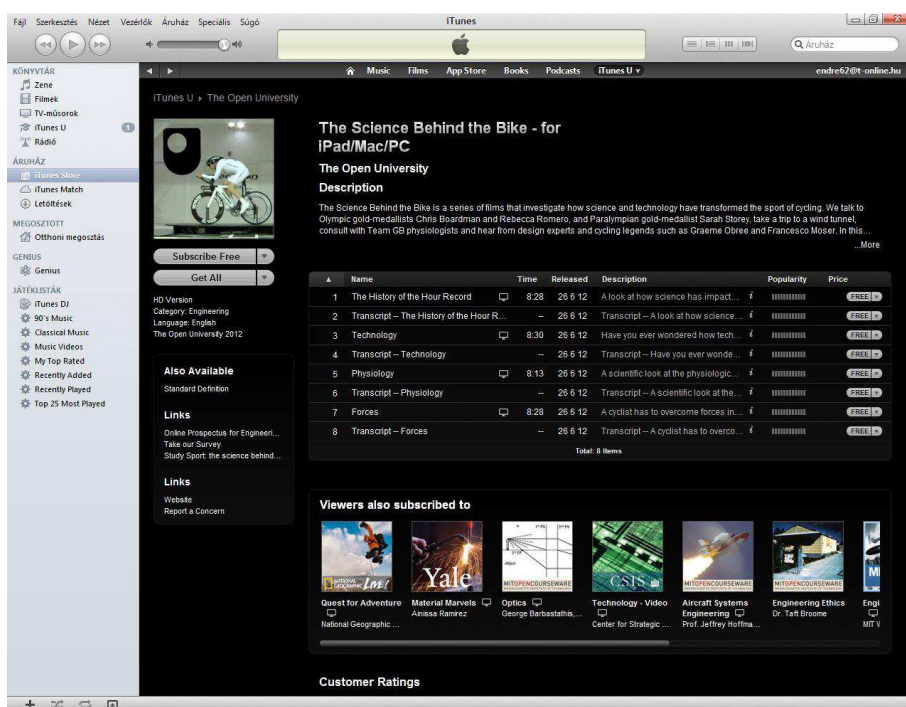 Fájl Szerkesztés Nézet Vezérlők Áruház Speciális Súgó
iTunes
Áruház
KÖNYVTÁR
Zene
Filmek
TV-műsorok
iTunes U 1
Rádió
ÁRUHÁZ
iTunes Store
iTunes Match
Letöltések
MEGOSZTOTT
Otthoni megosztás
GENIUS
Genius
JÁTÉKLISTÁK
iTunes DJ
90's Music
Classical Music
Music Videos
My Top Rated
Recently Added
Recently Played
Top 25 Most Played
Music Films App Store Books Podcasts iTunes U
endre62@t-online.hu
iTunes U › The Open University
Subscribe Free
Get All
HD Version
Category: Engineering
Language: English
The Open University 2012
Also Available
Standard Definition
Links
Online Prospectus for Engineeri...
Take our Survey
Study Sport: the science behind...
Links
Website
Report a Concern
The Science Behind the Bike - for
iPad/Mac/PC
The Open University
Description
The Science Behind the Bike is a series of films that investigate how science and technology have transformed the sport of cycling. We talk to
Olympic gold-medallists Chris Boardman and Rebecca Romero, and Paralympian gold-medallist Sarah Storey, take a trip to a wind tunnel,
consult with Team GB physiologists and hear from design experts and cycling legends such as Graeme Obree and Francesco Moser. In this...
...More
Name Time Released Description Popularity Price
1 The History of the Hour Record 8:28 26 6 12 A look at how science has impact... i FREE
2 Transcript -- The History of the Hour R... -- 26 6 12 Transcript -- A look at how science... i FREE
3 Technology 8:30 26 6 12 Have you ever wondered how tech... i FREE
4 Transcript -- Technology -- 26 6 12 Transcript -- Have you ever wonde... i FREE
5 Physiology 8:13 26 6 12 A scientific look at the physiologic... i FREE
6 Transcript -- Physiology -- 26 6 12 Transcript -- A scientific look at the... i FREE
7 Forces 8:28 26 6 12 A cyclist has to overcome forces in... i FREE
8 Transcript -- Forces -- 26 6 12 Transcript -- A cyclist has to overco... i FREE
Total: 8 Items
Viewers also subscribed to
NATIONAL GEOGRAPHIC LIVE!
Yale
object
MITOPENCOURSEWARE
CSIS
MITOPENCOURSEWARE
MITOPENCOURSEWARE
Quest for Adventure
National Geographic ...
Material Marvels
Ainissa Ramirez
Optics
George Barbastathis,...
Technology - Video
Center for Strategic ...
Aircraft Systems
Engineering
Prof. Jeffrey Hoffma...
Engineering Ethics
Dr. Taft Broome
Engi
MIT
Customer Ratings